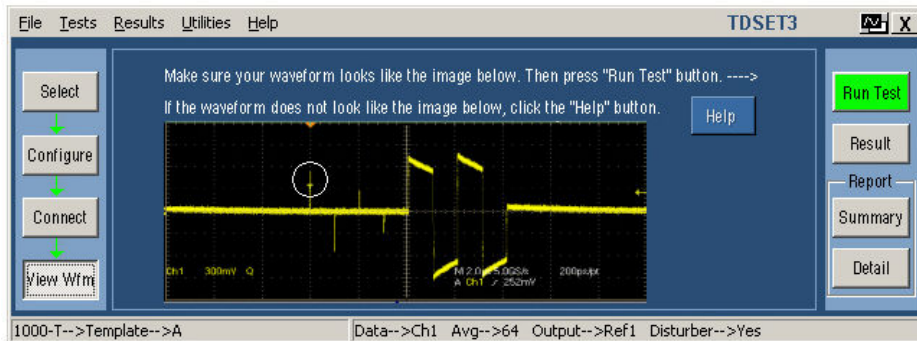 File Tests Results Utilities Help TDSET3 X
Select
Configure
Connect
View Wfm
Make sure your waveform looks like the image below. Then press "Run Test" button. ---->
If the waveform does not look like the image below, click the "Help" button.
Help
Ch1 300mV Q M 2.0 5.0GS/s 200ps/pt
A Ch1 252mV
Run Test
Result
Report
Summary
Detail
1000-T-->Template-->A Data-->Ch1 Avg-->64 Output-->Ref1 Disturber-->Yes